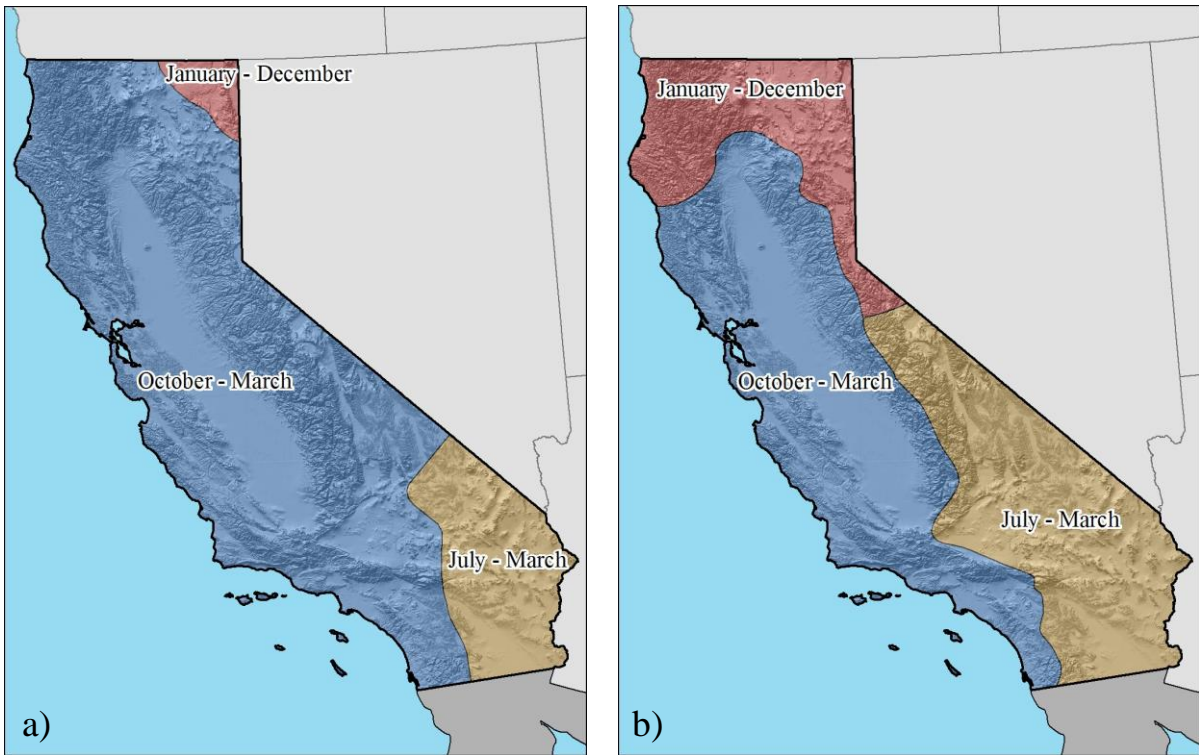 January - December
October - March
July - March
a)
January - December
October - March
July - March
b)